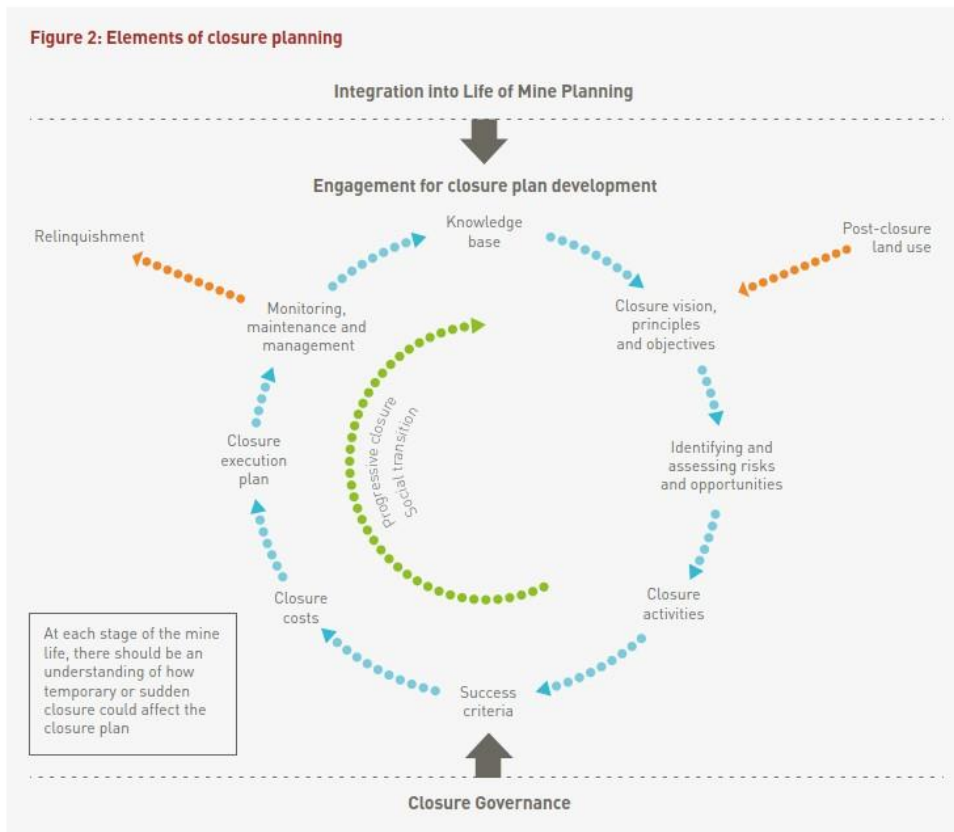 Figure 2: Elements of closure planning
Integration into Life of Mine Planning
Engagement for closure plan development
Knowledge
base
Relinquishment
Post-closure
land use
Monitoring,
maintenance and
management
Closure vision,
principles
and objectives
Progressive closure
Social transition
Closure
execution
plan
Identifying and
assessing risks
and opportunities
Closure
costs
Closure
activities
At each stage of the mine
life, there should be an
understanding of how
temporary or sudden
closure could affect the
closure plan
Success
criteria
Closure Governance